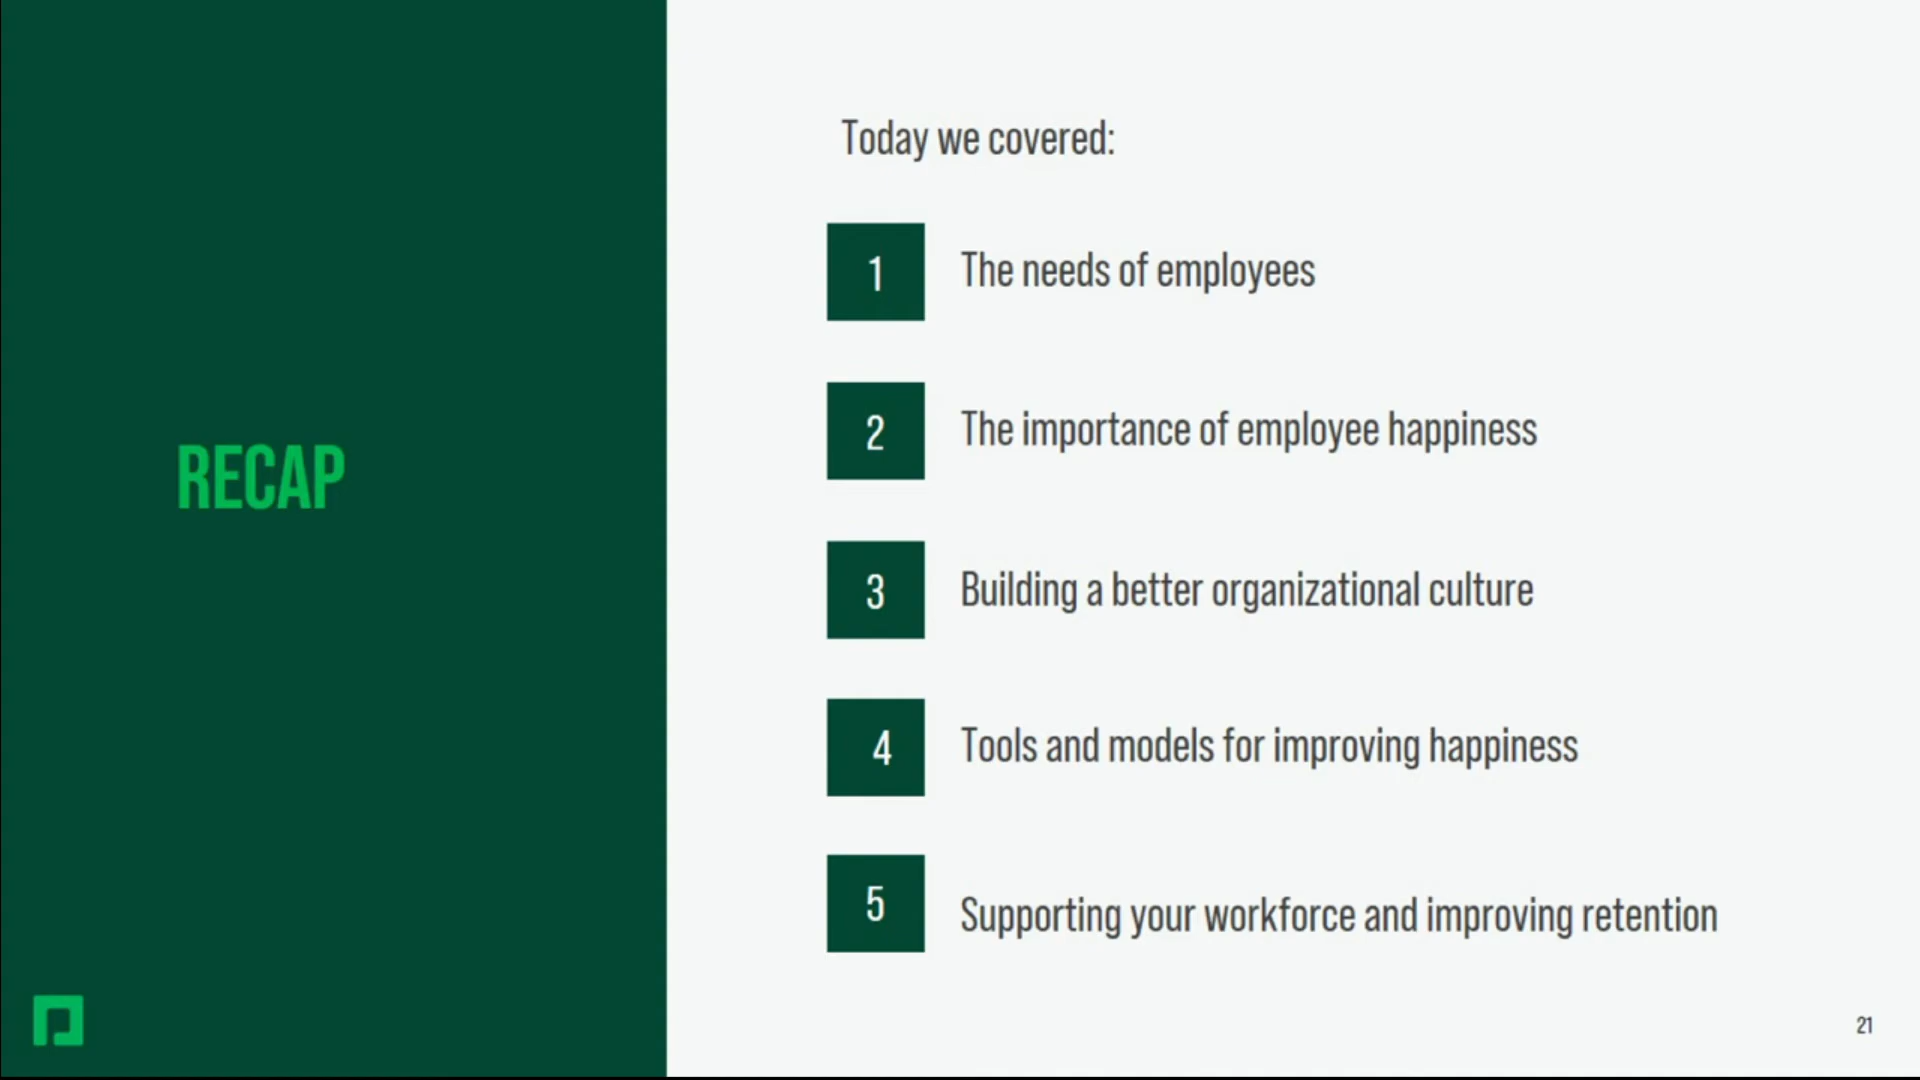 RECAP
Today we covered:
1 The needs of employees
2 The importance of employee happiness
3 Building a better organizational culture
4 Tools and models for improving happiness
5 Supporting your workforce and improving retention
21